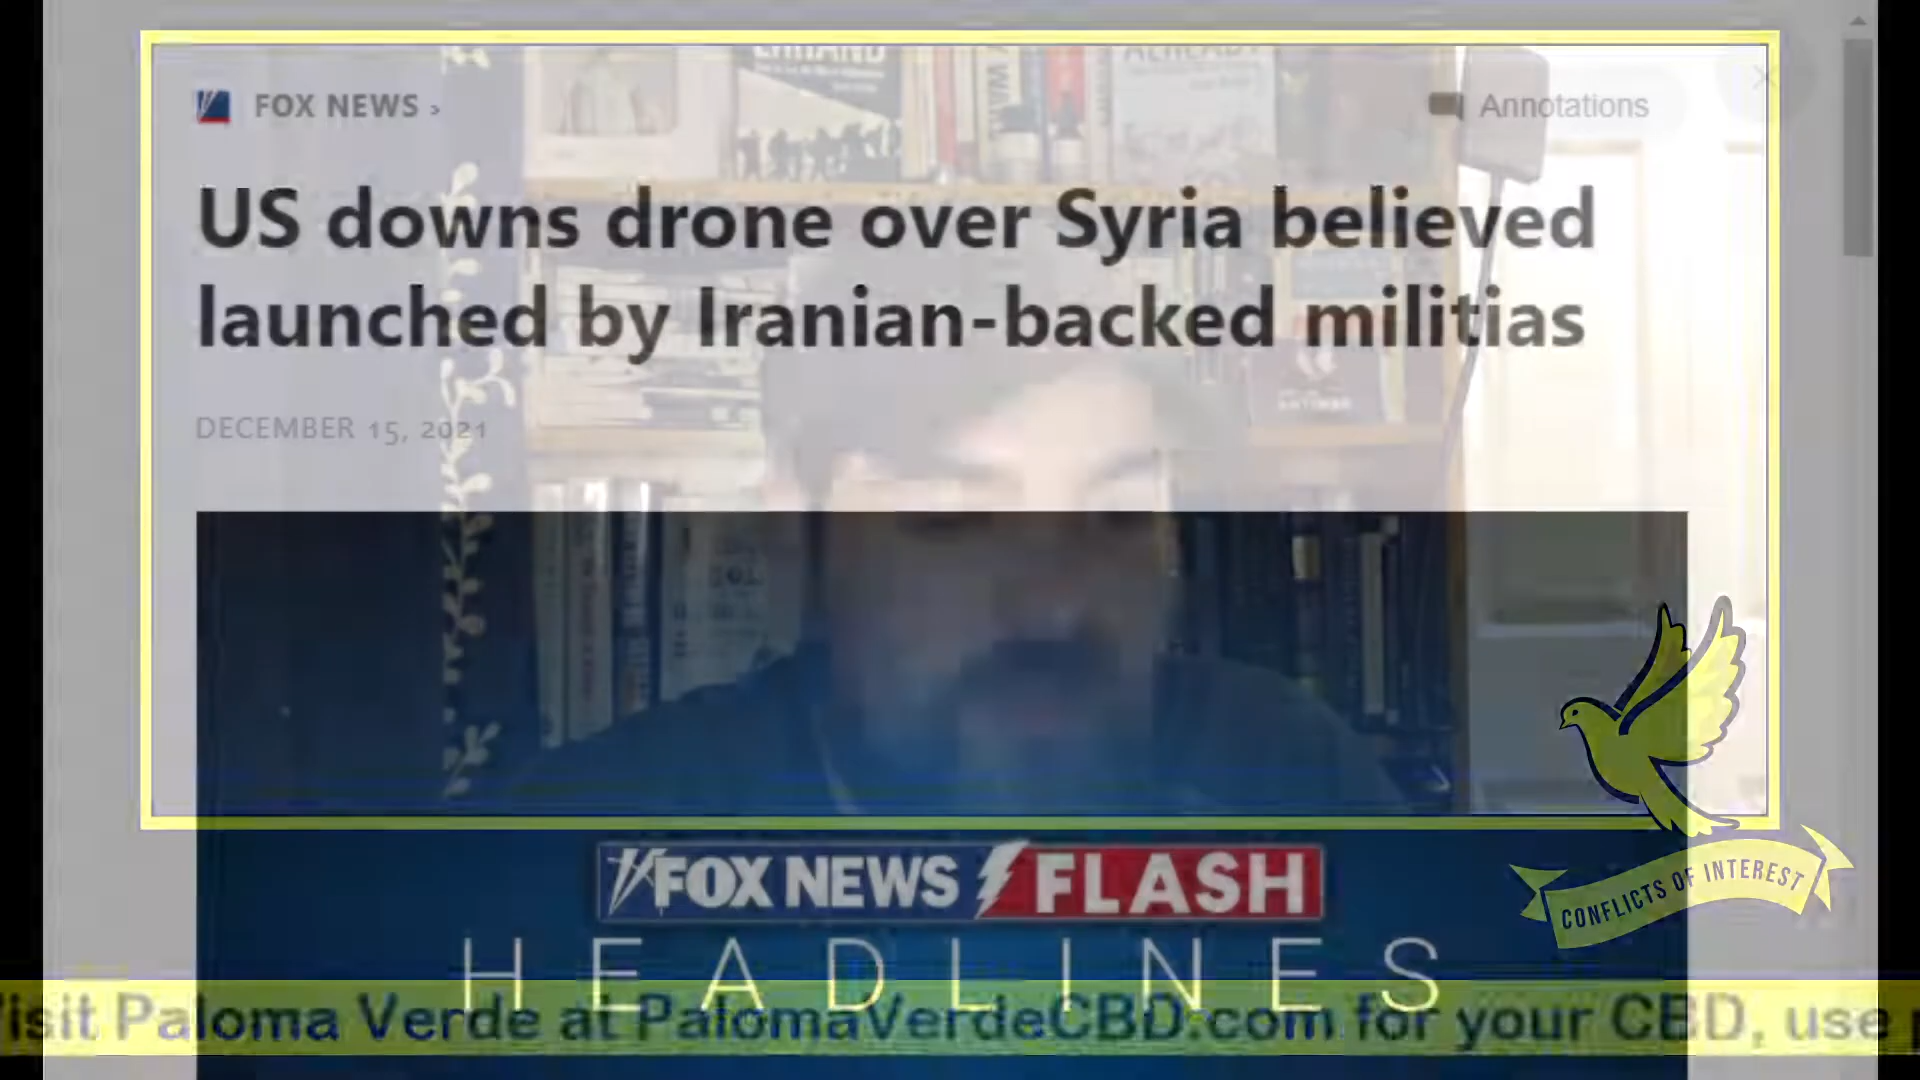 FOX NEWS ›
Annotations
US downs drone over Syria believed
launched by Iranian-backed militias
DECEMBER 15, 2021
FOX NEWS FLASH
HEADLINES
CONFLICTS OF INTEREST
isit Paloma Verde at PalomaVerdeCBD.com for your CBD, use